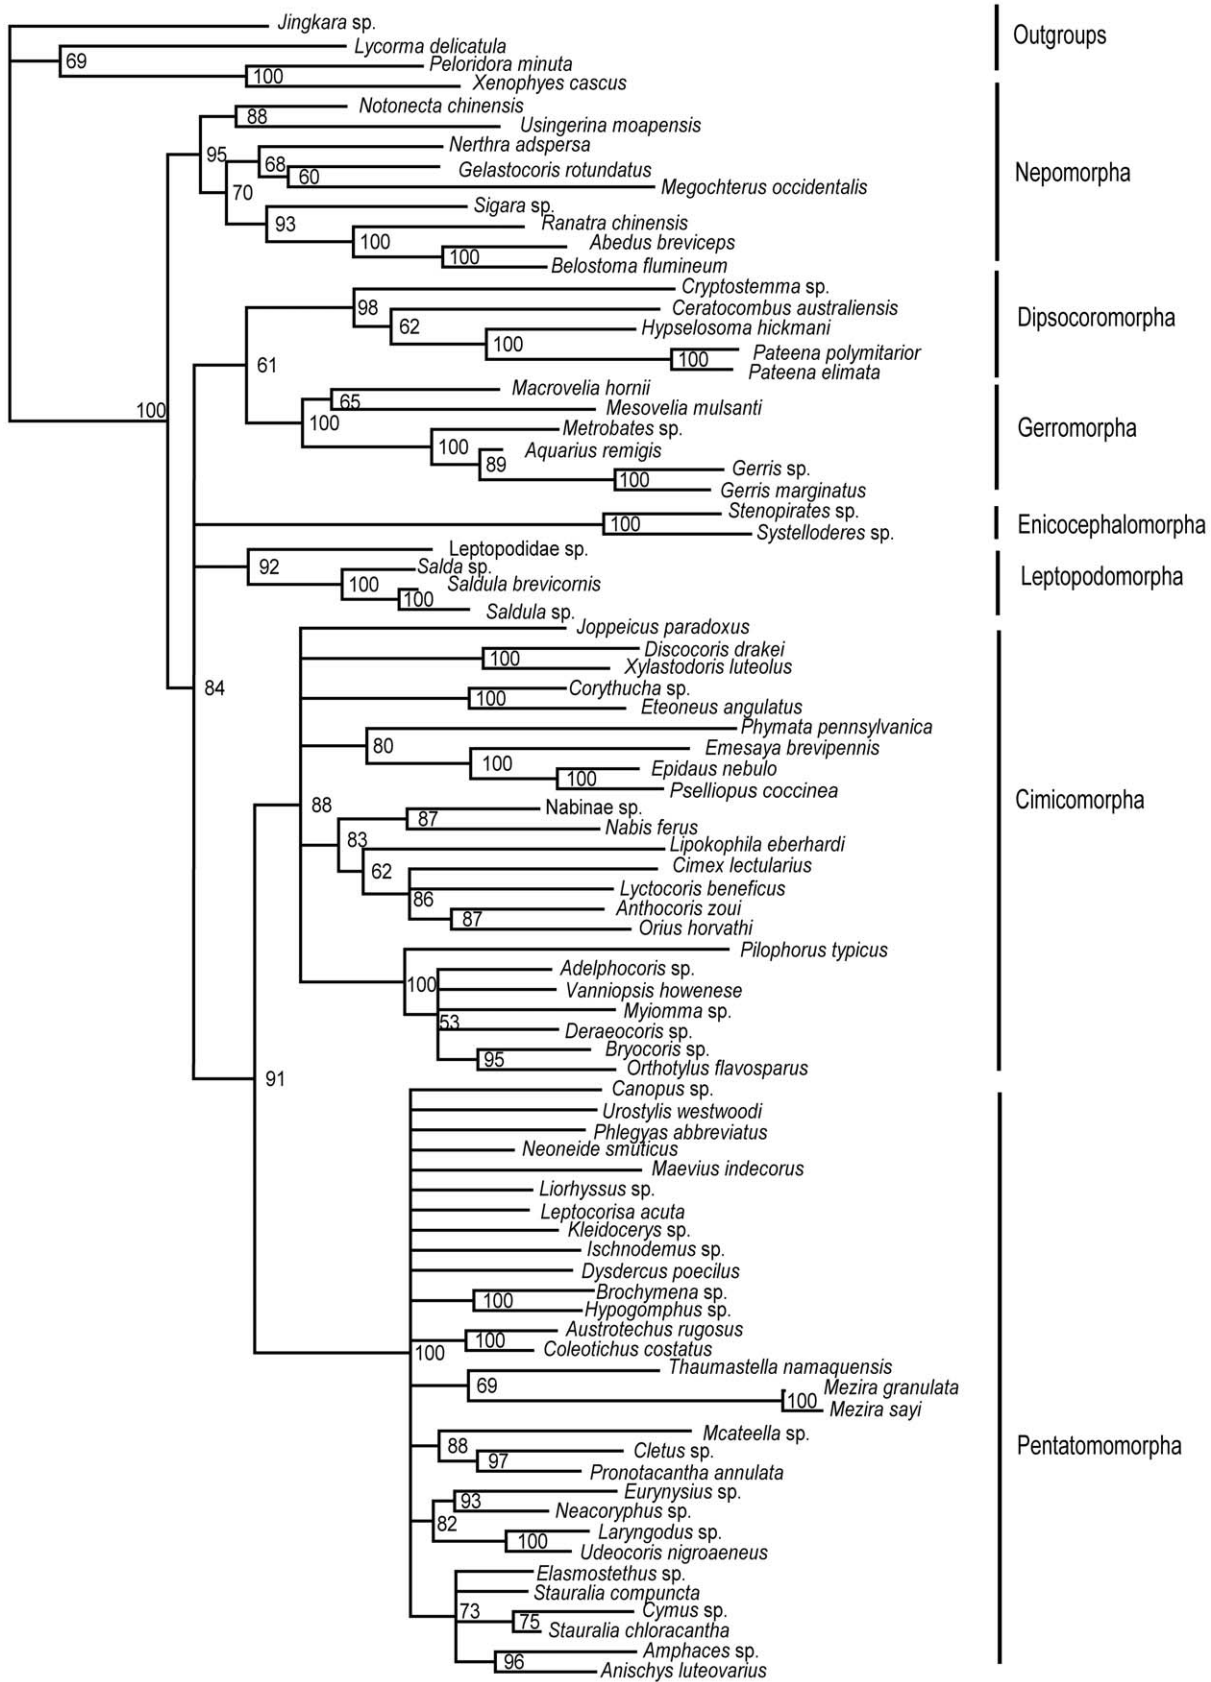 Jingkara sp.
Lycorma delicatula
69
Peloridora minuta
100
Xenophyes cascus
Outgroups
Notonecta chinensis
88
Usingerina moapensis
95
Nerthra adspersa
68
Gelastocoris rotundatus
60
Megochterus occidentalis
70
Sigara sp.
93
Ranatra chinensis
100
Abedus breviceps
100
Belostoma flumineum
Nepomorpha
Cryptostemma sp.
98
Ceratocombus australiensis
62
Hypselosoma hickmani
100
Pateena polymitarior
100
Pateena elimata
Dipsocoromorpha
61
Macrovelia hornii
65
Mesovelia mulsanti
100
Metrobates sp.
100
Aquarius remigis
89
Gerris sp.
100
Gerris marginatus
Gerromorpha
100
Stenopirates sp.
100
Systelloderes sp.
Enicocephalomorpha
Leptopodidae sp.
92
Salda sp.
100
Saldula brevicornis
100
Saldula sp.
Leptopodomorpha
84
Joppeicus paradoxus
Discocoris drakei
100
Xylastodoris luteolus
Corythucha sp.
100
Eteoneus angulatus
Phymata pennsylvanica
80
Emesaya brevipennis
100
Epidaus nebulo
100
Pselliopus coccinea
88
Nabinae sp.
87
Nabis ferus
83
Lipokophila eberhardi
62
Cimex lectularius
86
Lyctocoris beneficus
Anthocoris zoui
87
Orius horvathi
Pilophorus typicus
100
Adelphocoris sp.
Vanniopsis howenese
Myiomma sp.
53
Deraeocoris sp.
Bryocoris sp.
95
Orthotylus flavosparus
Cimicomorpha
91
Canopus sp.
Urostylis westwoodi
Phlegyas abbreviatus
Neoneide smuticus
Maevius indecorus
Liorhyssus sp.
Leptocorisa acuta
Kleidocerys sp.
Ischnodemus sp.
Dysdercus poecilus
Brochymena sp.
100
Hypogomphus sp.
Austrotechus rugosus
100
Coleotichus costatus
100
Thaumastella namaquensis
69
Mezira granulata
100
Mezira sayi
Mcateella sp.
88
Cletus sp.
97
Pronotacantha annulata
Eurynysius sp.
93
Neacoryphus sp.
82
Laryngodus sp.
100
Udeocoris nigroaeneus
Elasmostethus sp.
Stauralia compuncta
73
Cymus sp.
75
Stauralia chloracantha
Amphaces sp.
96
Anischys luteovarius
Pentatomomorpha